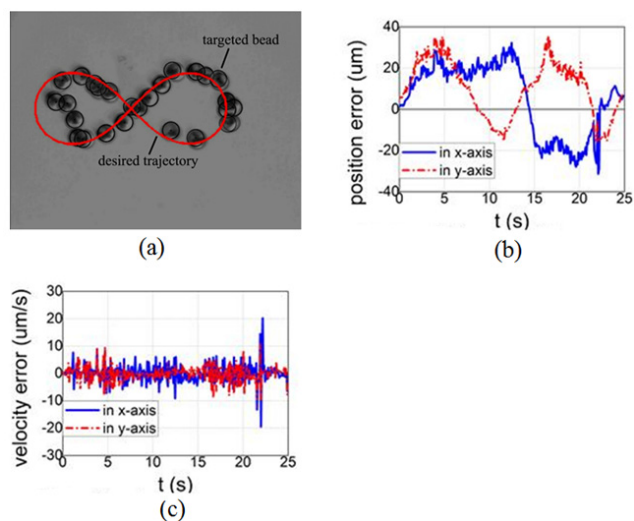 targeted bead
desired trajectory
(a)
position error (um)
40
20
0
20
40
in x-axis
in y-axis
0 5 10 15 20 25
t (s)
(b)
velocity error (um/s)
30
20
10
0
-10
-20
-30
in x-axis
in y-axis
0 5 10 15 20 25
t (s)
(c)